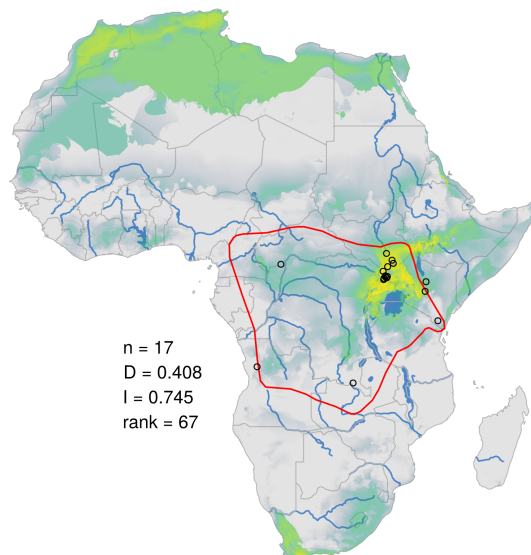 n = 17
D = 0.408
I = 0.745
rank = 67